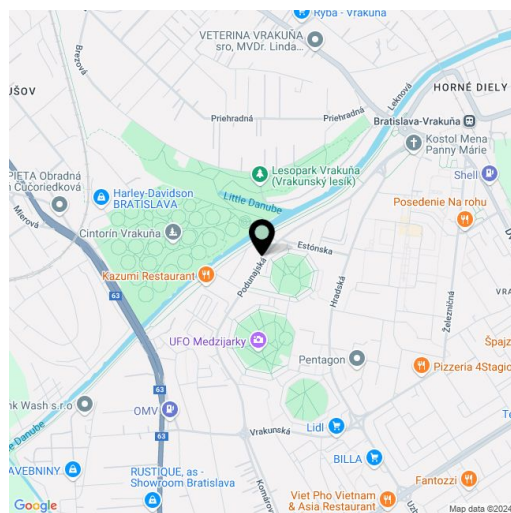 Ryba - Vrakuňa
VETERINA VRAKUŇA
sro, MVDr. Linda...
Brezová
UŠOV
Priehradná
Priehradná
Leknová
HORNÉ DIELY
Bratislava-Vrakuňa
Kostol Mena
Panny Márie
PIETA Obradná
n Čučoriedková
Harley-Davidson
BRATISLAVA
Lesopark Vrakuňa
(Vrakunský lesík)
Shell
Little Danube
Mierová
Posedenie Na rohu
Cintorín Vrakuňa
Estónska
Kazumi Restaurant
63
Podunajská
Hradská
Železničná
VRA
UFO Medzijarky
Pentagon
Špajz
Pizzeria 4Stagio
63
nk Wash s.r.o
OMV
Lidl
63
Vrakunská
Little Danube
BILLA
AVEBNINY
RUSTIQUE, as -
Showroom Bratislava
Fantozzi
Komárov
Viet Pho Vietnam
& Asia Restaurant
Google
Map data ©2024